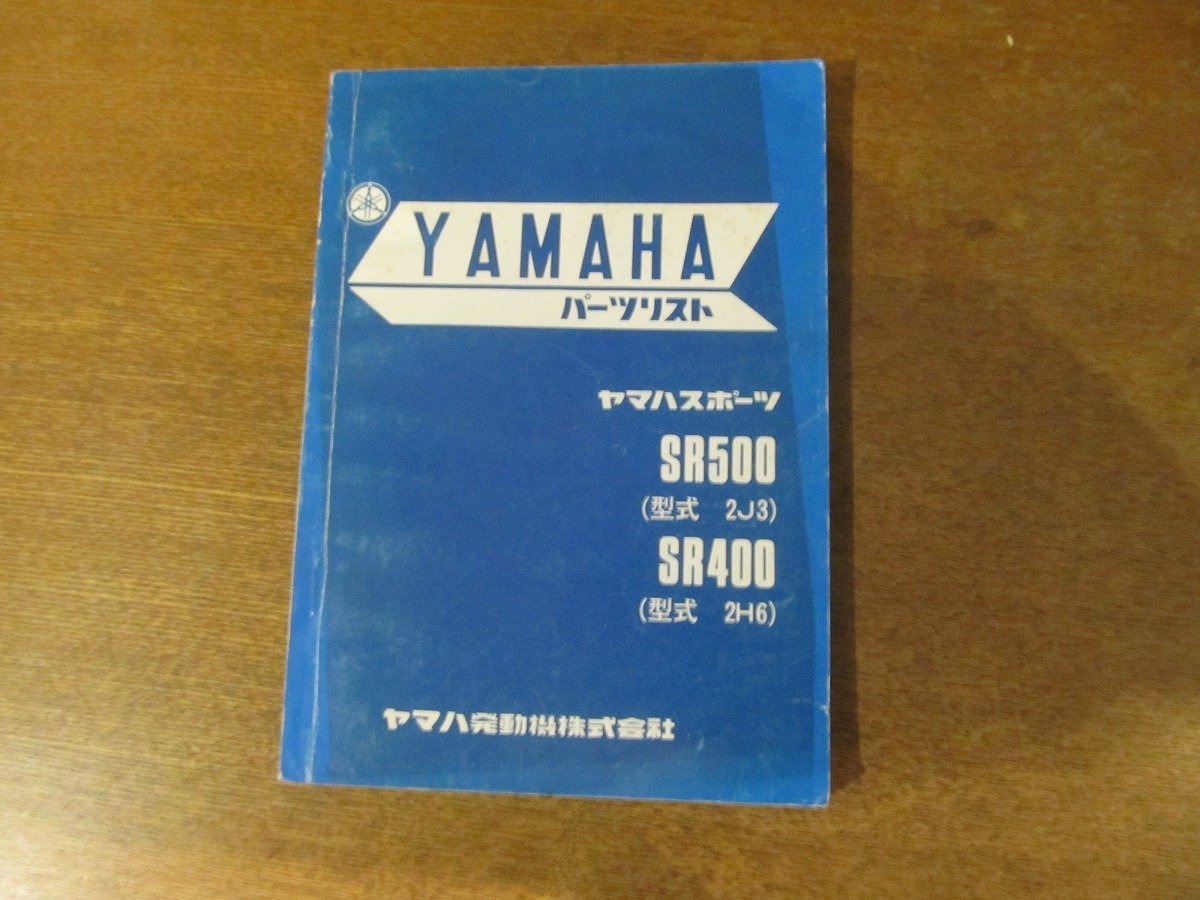 YAMAHA
パーツリスト
ヤマハスポーツ
SR500
(型式 2J3)
SR400
(型式 2H6)
ヤマハ発動機株式会社